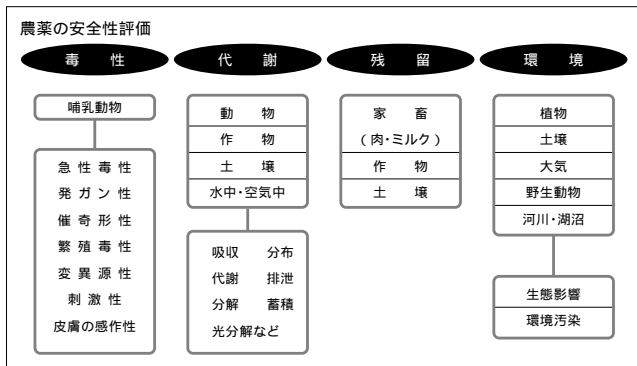 農薬の安全性評価
毒 性
代 謝
残 留
環 境
哺乳動物
急 性 毒 性
発 ガ ン 性
催 奇 形 性
繁 殖 毒 性
変 異 源 性
刺 激 性
皮膚の感作性
動 物
作 物
土 壌
水中・空気中
吸収 分布
代謝 排泄
分解 蓄積
光分解など
家 畜
( 肉・ミルク )
作 物
土 壌
植物
土壌
大気
野生動物
河川・湖沼
生態影響
環境汚染